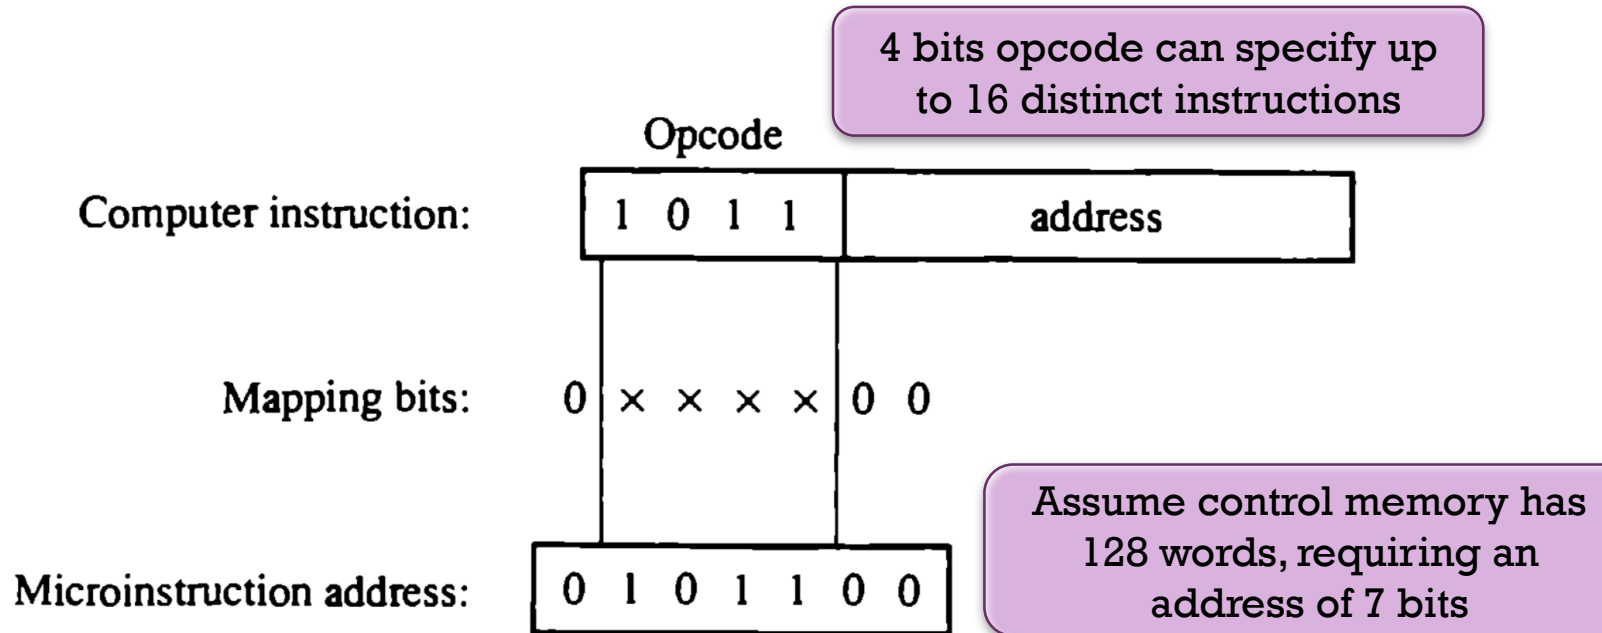 4 bits opcode can specify up
to 16 distinct instructions
Opcode
Computer instruction: 1 0 1 1 address
Mapping bits: 0 × × × × 0 0
Assume control memory has
128 words, requiring an
address of 7 bits
Microinstruction address: 0 1 0 1 1 0 0